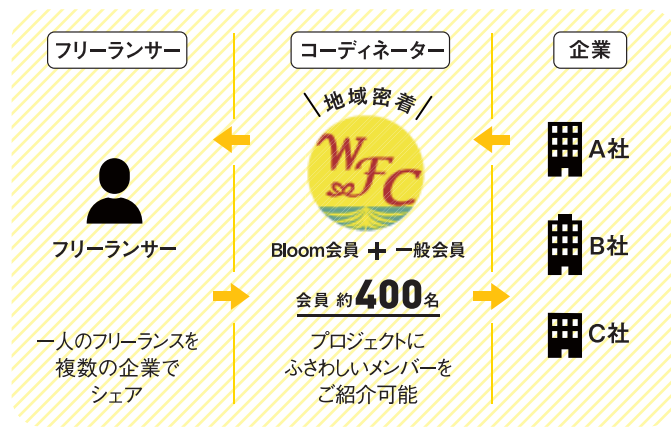 フリーランサー
コーディネーター
企業
地域密着
WFC
フリーランサー
Bloom会員 + 一般会員
会員 約400名
A社
B社
C社
一人のフリーランスを
複数の企業で
シェア
プロジェクトに
ふさわしいメンバーを
ご紹介可能